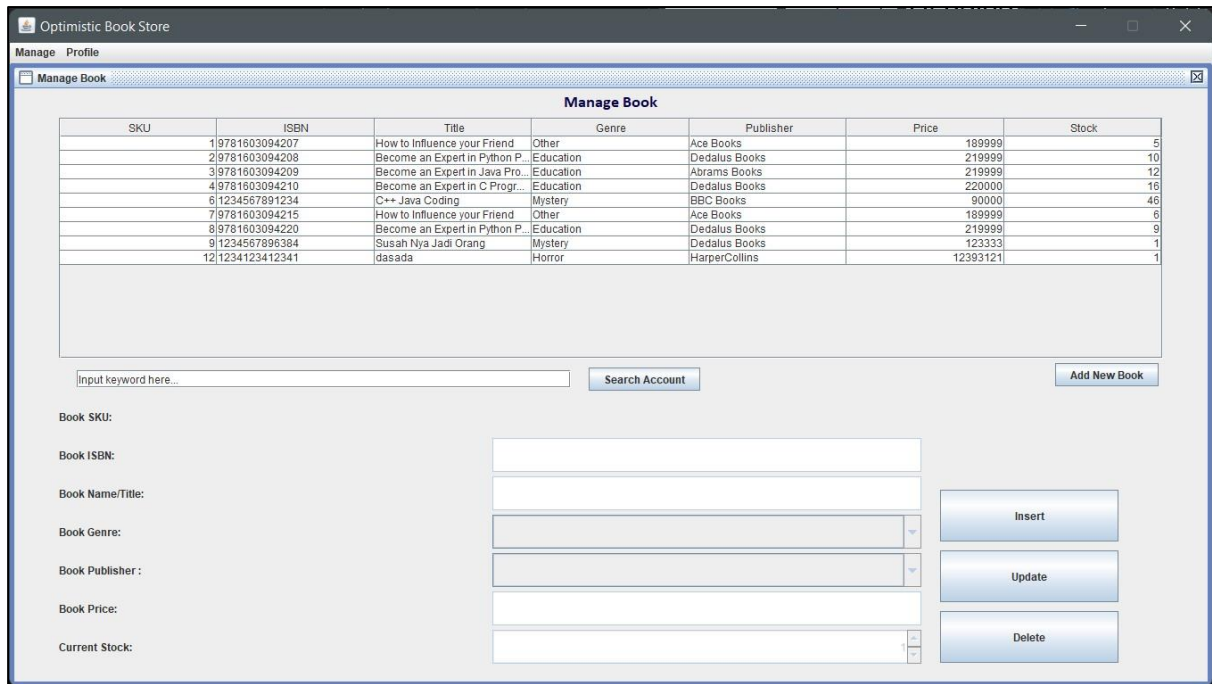 Optimistic Book Store
Manage Profile
Manage Book
Manage Book
SKU ISBN Title Genre Publisher Price Stock
1 9781603094207 How to Influence your Friend Other Ace Books 189999 5
2 9781603094208 Become an Expert in Python P... Education Dedalus Books 219999 10
3 9781603094209 Become an Expert in Java Pro... Education Abrams Books 219999 12
4 9781603094210 Become an Expert in C Progr... Education Dedalus Books 220000 16
6 1234567891234 C++ Java Coding Mystery BBC Books 90000 46
7 9781603094215 How to Influence your Friend Other Ace Books 189999 6
8 9781603094220 Become an Expert in Python P... Education Dedalus Books 219999 9
9 1234567896384 Susah Nya Jadi Orang Mystery Dedalus Books 123333 1
12 1234123412341 dasada Horror HarperCollins 12393121 1
Input keyword here... Search Account Add New Book
Book SKU:
Book ISBN:
Book Name/Title:
Insert
Book Genre:
Book Publisher :
Update
Book Price:
Delete
Current Stock: 1